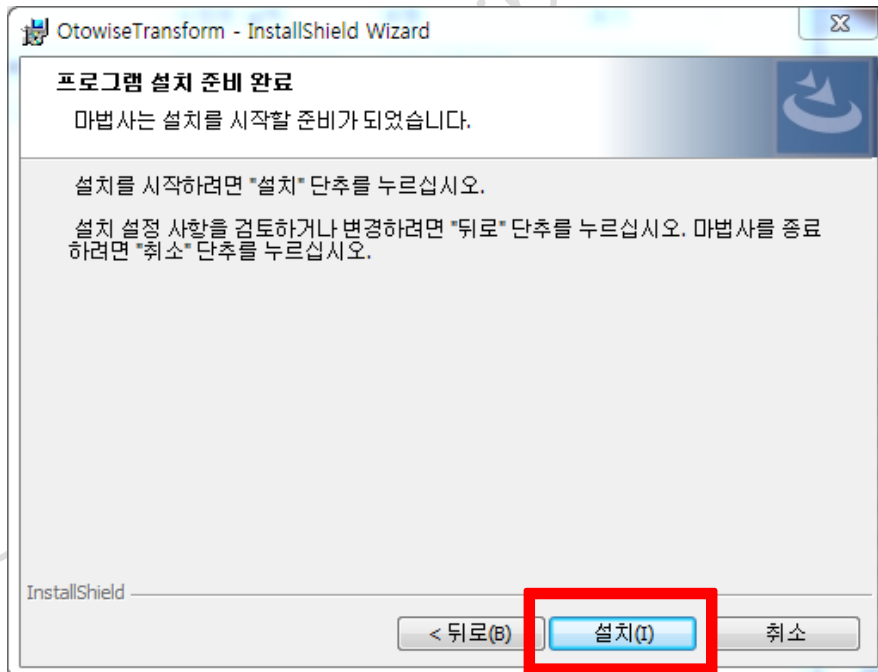 OtowiseTransform - InstallShield Wizard
프로그램 설치 준비 완료
마법사는 설치를 시작할 준비가 되었습니다.
설치를 시작하려면 "설치" 단추를 누르십시오.
설치 설정 사항을 검토하거나 변경하려면 "뒤로" 단추를 누르십시오. 마법사를 종료
하려면 "취소" 단추를 누르십시오.
InstallShield
< 뒤로(B) 설치(I) 취소